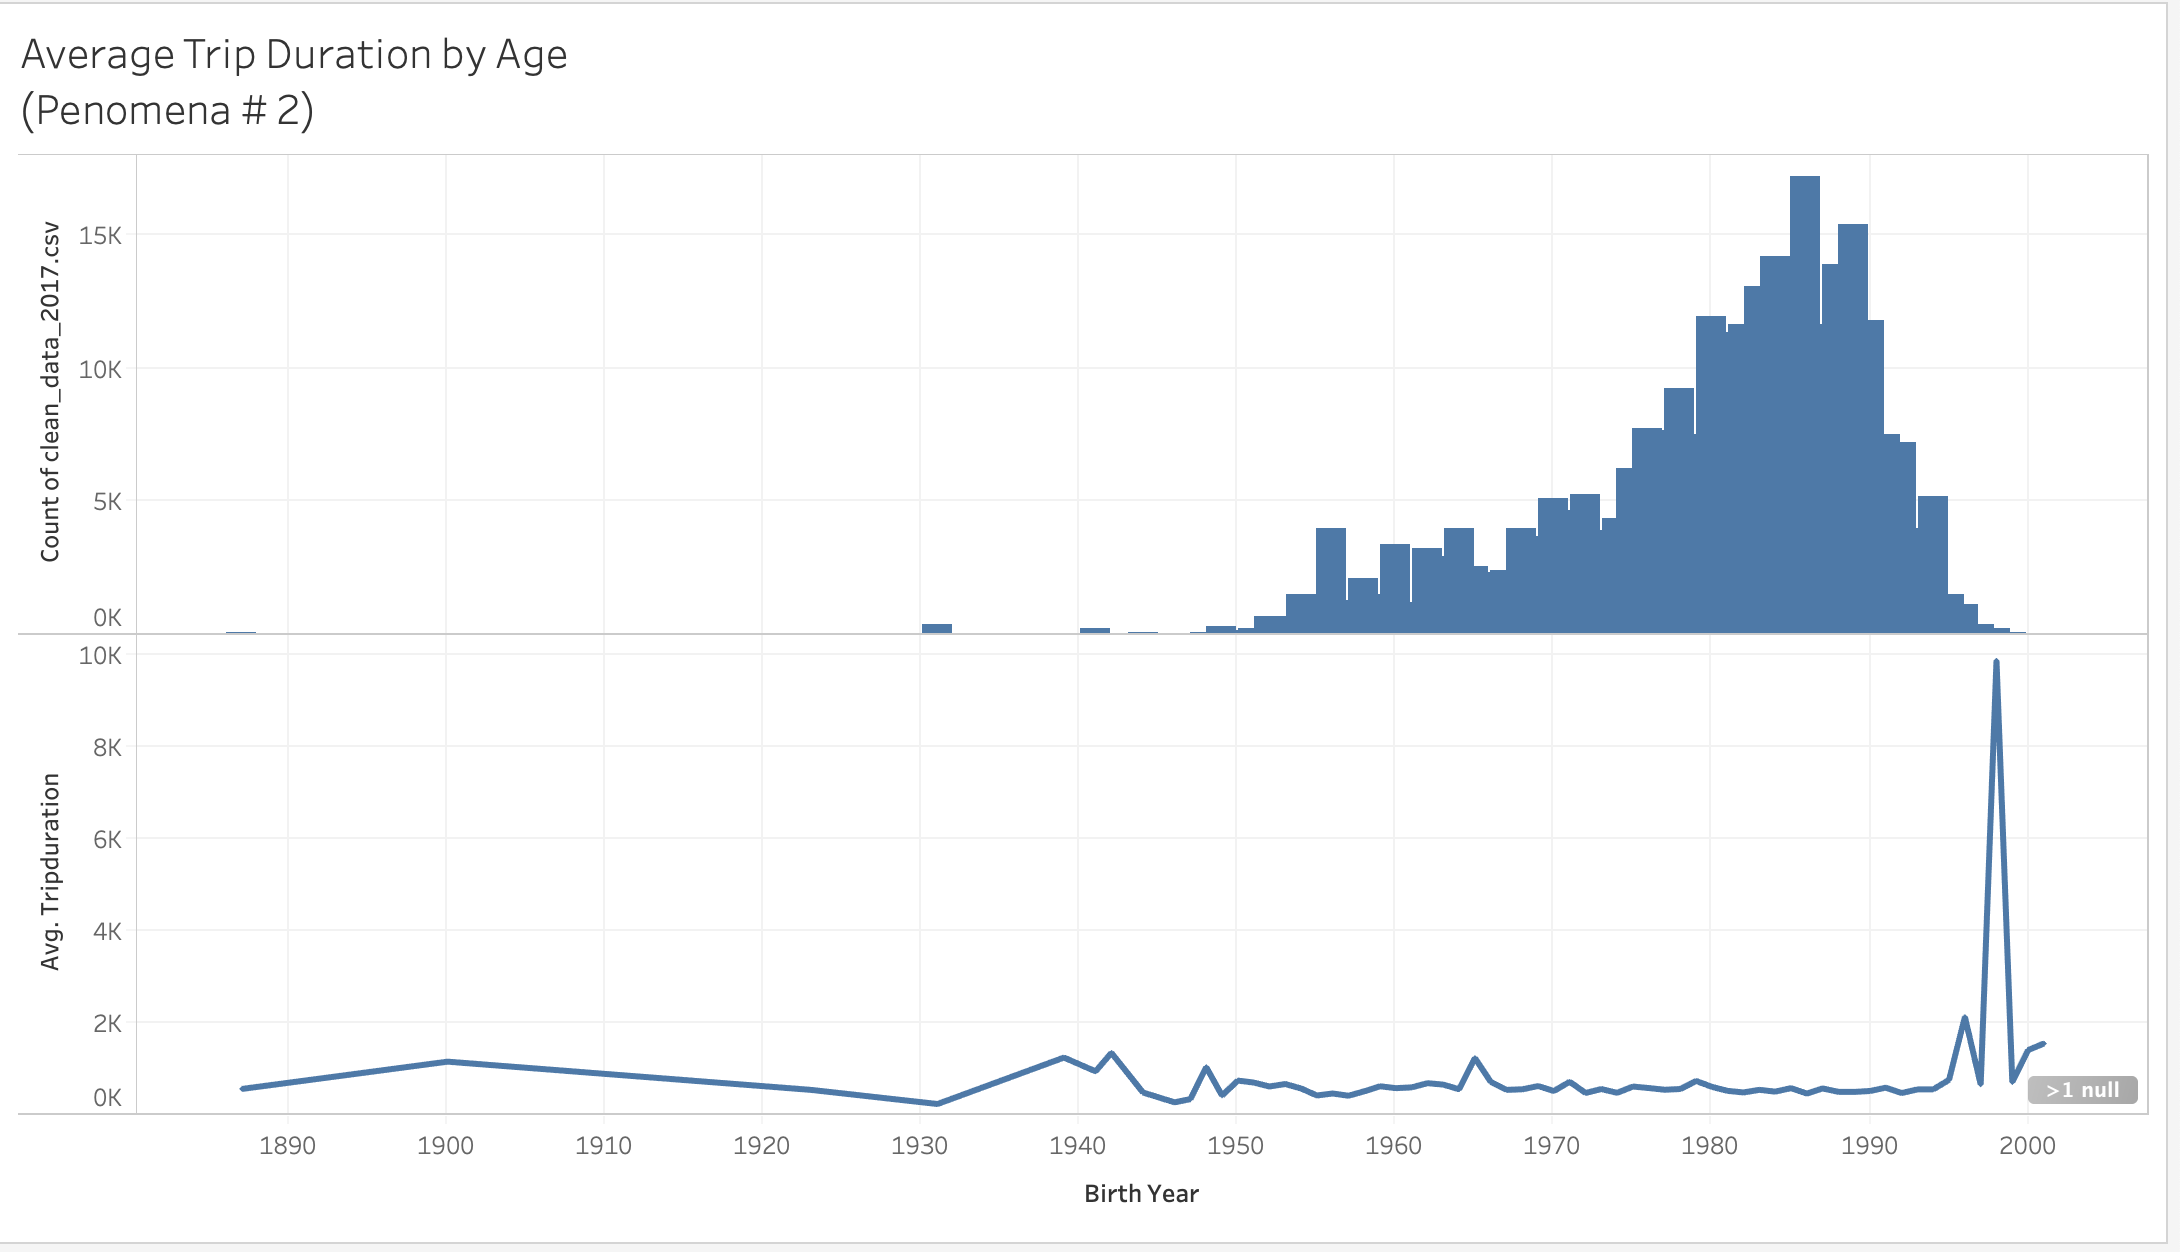 Average Trip Duration by Age
(Penomena # 2)
Count of clean_data_2017.csv
15K
10K
5K
0K
Avg. Tripduration
10K
8K
6K
4K
2K
0K
>1 null
1890 1900 1910 1920 1930 1940 1950 1960 1970 1980 1990 2000
Birth Year